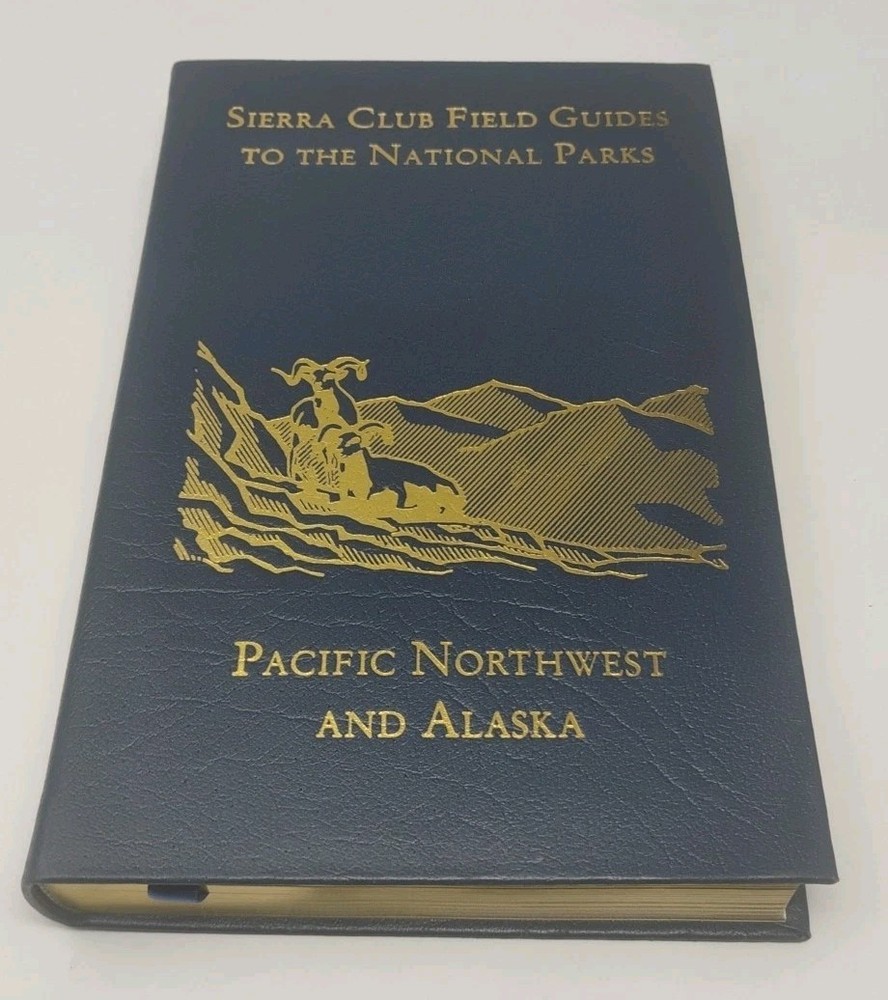 Sierra Club Field Guides
to the National Parks
Pacific Northwest
and Alaska